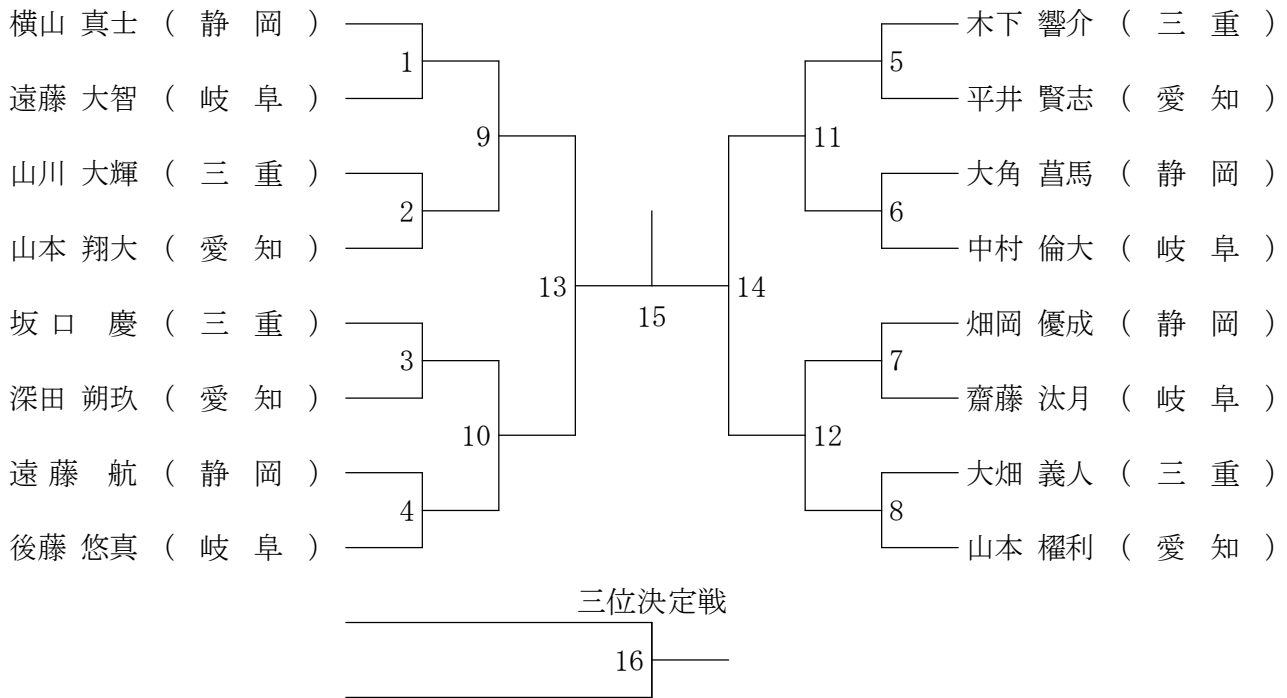 横山 真士 ( 静 岡 )
遠藤 大智 ( 岐 阜 )
山川 大輝 ( 三 重 )
山本 翔大 ( 愛 知 )
坂口 慶 ( 三 重 )
深田 朔玖 ( 愛 知 )
遠藤 航 ( 静 岡 )
後藤 悠真 ( 岐 阜 )
1
2
3
4
9
10
13
15
14
11
12
5
6
7
8
木下 響介 ( 三 重 )
平井 賢志 ( 愛 知 )
大角 菖馬 ( 静 岡 )
中村 倫大 ( 岐 阜 )
畑岡 優成 ( 静 岡 )
齋藤 汰月 ( 岐 阜 )
大畑 義人 ( 三 重 )
山本 櫂利 ( 愛 知 )
三位決定戦
16